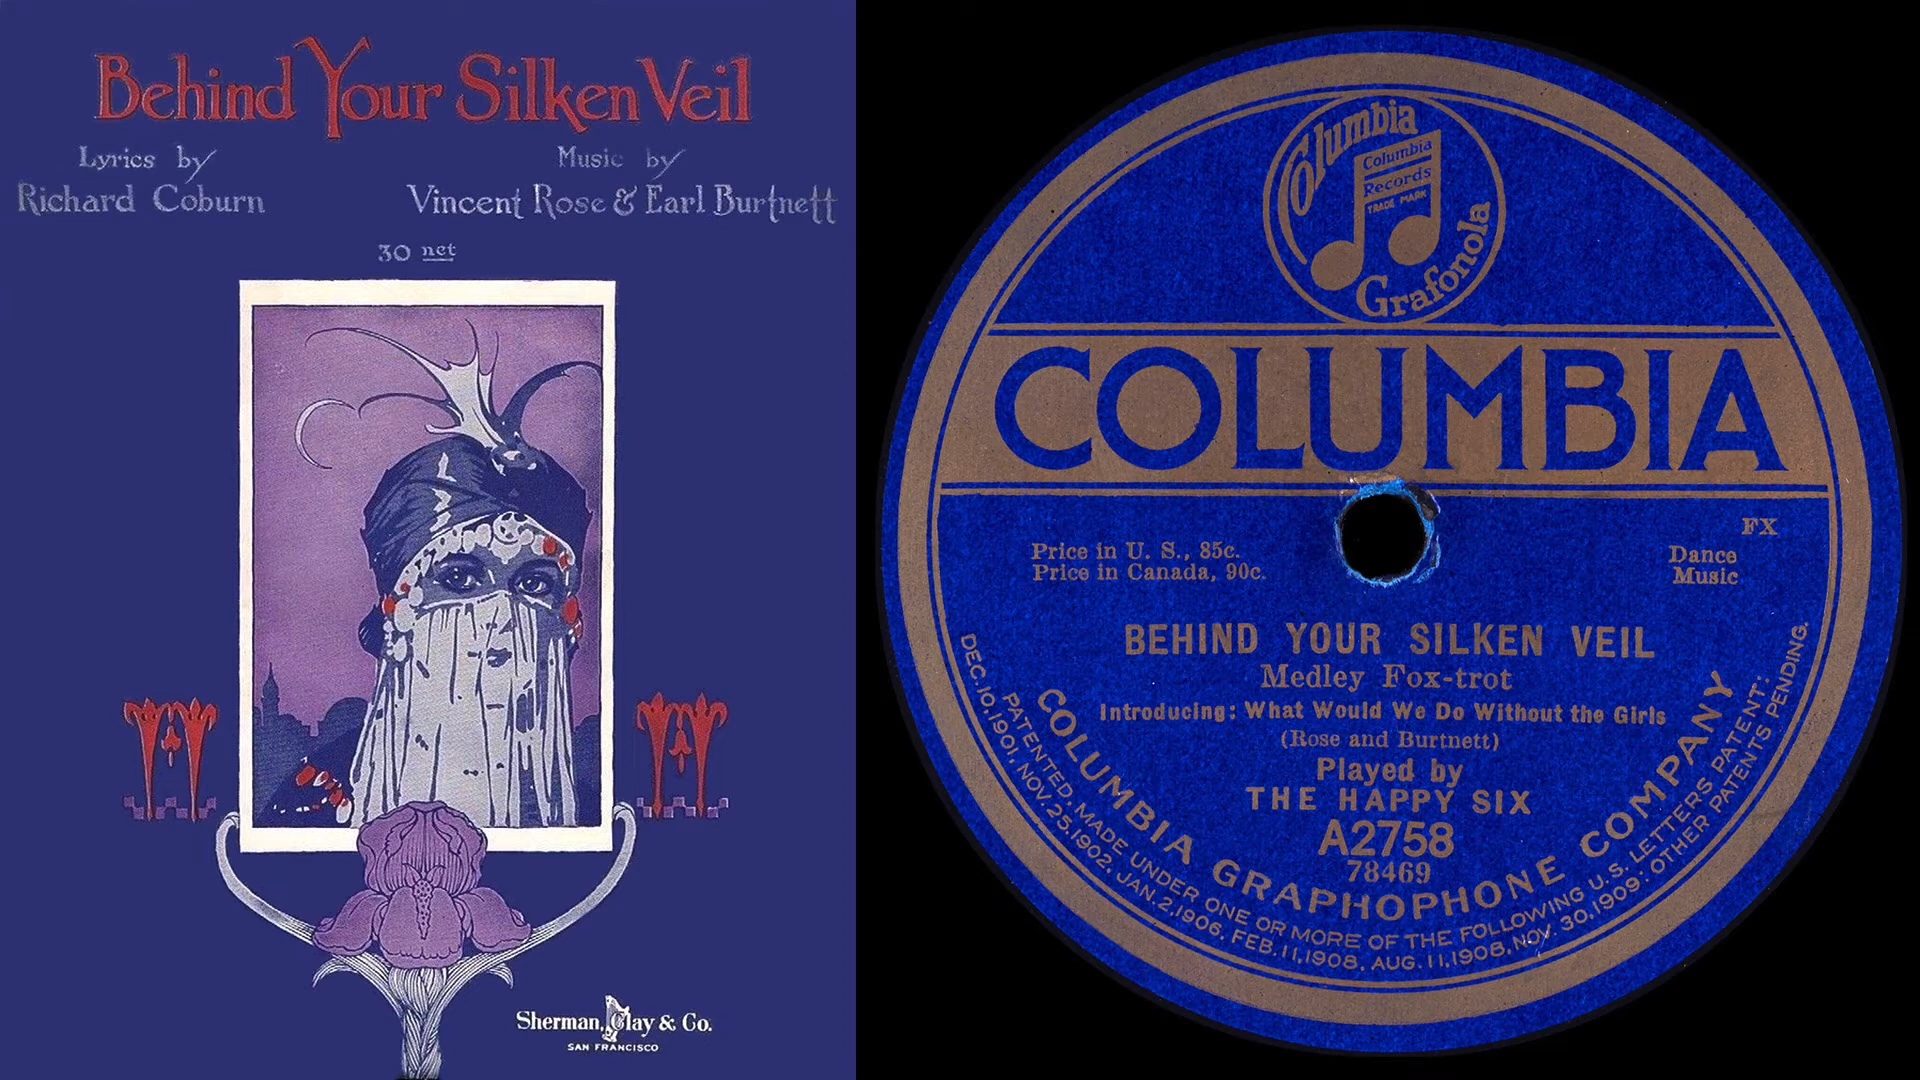 Behind Your Silken Veil
Lyrics by
Richard Coburn
Music by
Vincent Rose & Earl Burtnett
30 net
Sherman, Clay & Co.
SAN FRANCISCO
Columbia
Columbia
Records
TRADE MARK
Grafonola
COLUMBIA
FX
Price in U. S., 85c.
Price in Canada, 90c.
Dance
Music
BEHIND YOUR SILKEN VEIL
Medley Fox-trot
Introducing: What Would We Do Without the Girls
(Rose and Burtnett)
Played by
THE HAPPY SIX
A2758
78469
COLUMBIA GRAPHOPHONE COMPANY
PATENTED, MADE UNDER ONE OR MORE OF THE FOLLOWING U.S. LETTERS PATENT:
DEC.10,1901, NOV.25,1902, JAN.2,1906, FEB.11,1908, AUG.11,1908, NOV.30,1909: OTHER PATENTS PENDING.